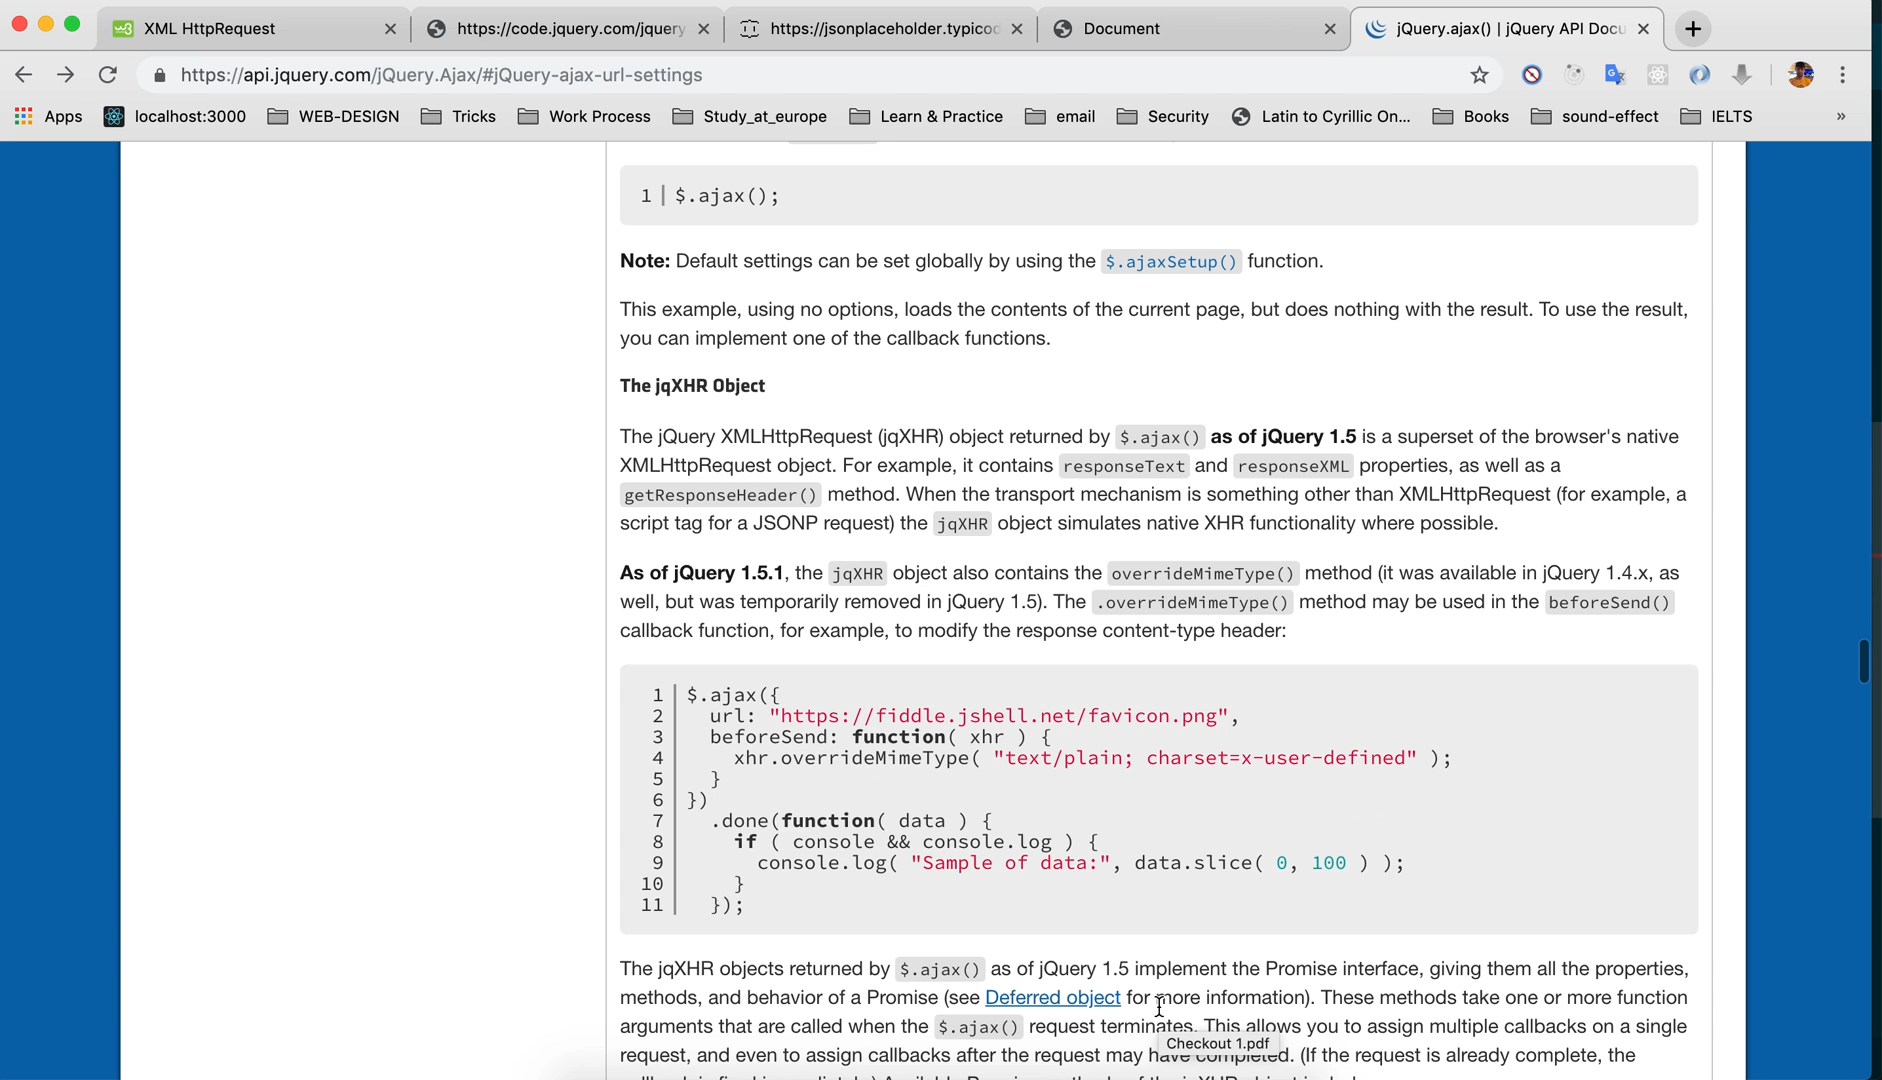 XML HttpRequest
https://code.jquery.com/jquery
https://jsonplaceholder.typicod
Document
jQuery.ajax() | jQuery API Docu
https://api.jquery.com/jQuery.Ajax/#jQuery-ajax-url-settings
Apps
localhost:3000
WEB-DESIGN
Tricks
Work Process
Study_at_europe
Learn & Practice
email
Security
Latin to Cyrillic On...
Books
sound-effect
IELTS
»
1 $.ajax();
Note: Default settings can be set globally by using the $.ajaxSetup() function.
This example, using no options, loads the contents of the current page, but does nothing with the result. To use the result,
you can implement one of the callback functions.
The jqXHR Object
The jQuery XMLHttpRequest (jqXHR) object returned by $.ajax() as of jQuery 1.5 is a superset of the browser's native
XMLHttpRequest object. For example, it contains responseText and responseXML properties, as well as a
getResponseHeader() method. When the transport mechanism is something other than XMLHttpRequest (for example, a
script tag for a JSONP request) the jqXHR object simulates native XHR functionality where possible.
As of jQuery 1.5.1, the jqXHR object also contains the overrideMimeType() method (it was available in jQuery 1.4.x, as
well, but was temporarily removed in jQuery 1.5). The .overrideMimeType() method may be used in the beforeSend()
callback function, for example, to modify the response content-type header:
1 $.ajax({
2 url: "https://fiddle.jshell.net/favicon.png",
3 beforeSend: function( xhr ) {
4 xhr.overrideMimeType( "text/plain; charset=x-user-defined" );
5 }
6 })
7 .done(function( data ) {
8 if ( console && console.log ) {
9 console.log( "Sample of data:", data.slice( 0, 100 ) );
10 }
11 });
The jqXHR objects returned by $.ajax() as of jQuery 1.5 implement the Promise interface, giving them all the properties,
methods, and behavior of a Promise (see Deferred object for more information). These methods take one or more function
arguments that are called when the $.ajax() request terminates. This allows you to assign multiple callbacks on a single
Checkout 1.pdf
request, and even to assign callbacks after the request may have completed. (If the request is already complete, the